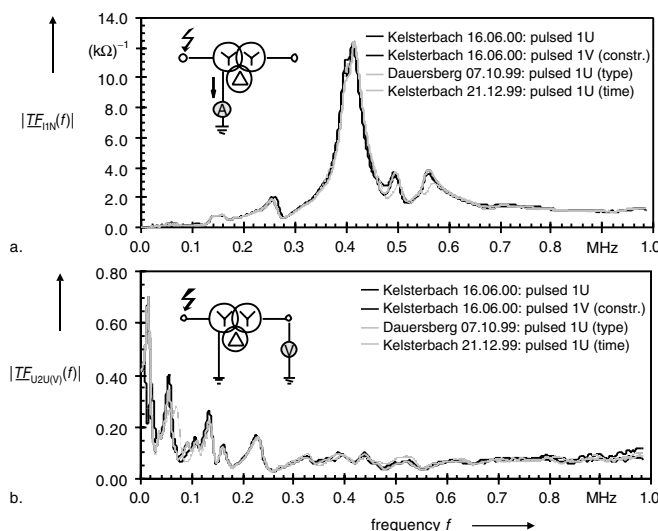 14.0
(kΩ)⁻¹
12.0
10.0
8.0
6.0
4.0
2.0
0.0
|TF_I1N(f)|
A
Kelsterbach 16.06.00: pulsed 1U
Kelsterbach 16.06.00: pulsed 1V (constr.)
Dauersberg 07.10.99: pulsed 1U (type)
Kelsterbach 21.12.99: pulsed 1U (time)
0.0 0.1 0.2 0.3 0.4 0.5 0.6 0.7 0.8 MHz 1.0
a.
0.80
0.60
0.40
0.20
0.00
|TF_U2U(V)(f)|
V
Kelsterbach 16.06.00: pulsed 1U
Kelsterbach 16.06.00: pulsed 1V (constr.)
Dauersberg 07.10.99: pulsed 1U (type)
Kelsterbach 21.12.99: pulsed 1U (time)
0.0 0.1 0.2 0.3 0.4 0.5 0.6 0.7 0.8 MHz 1.0
b.
frequency f